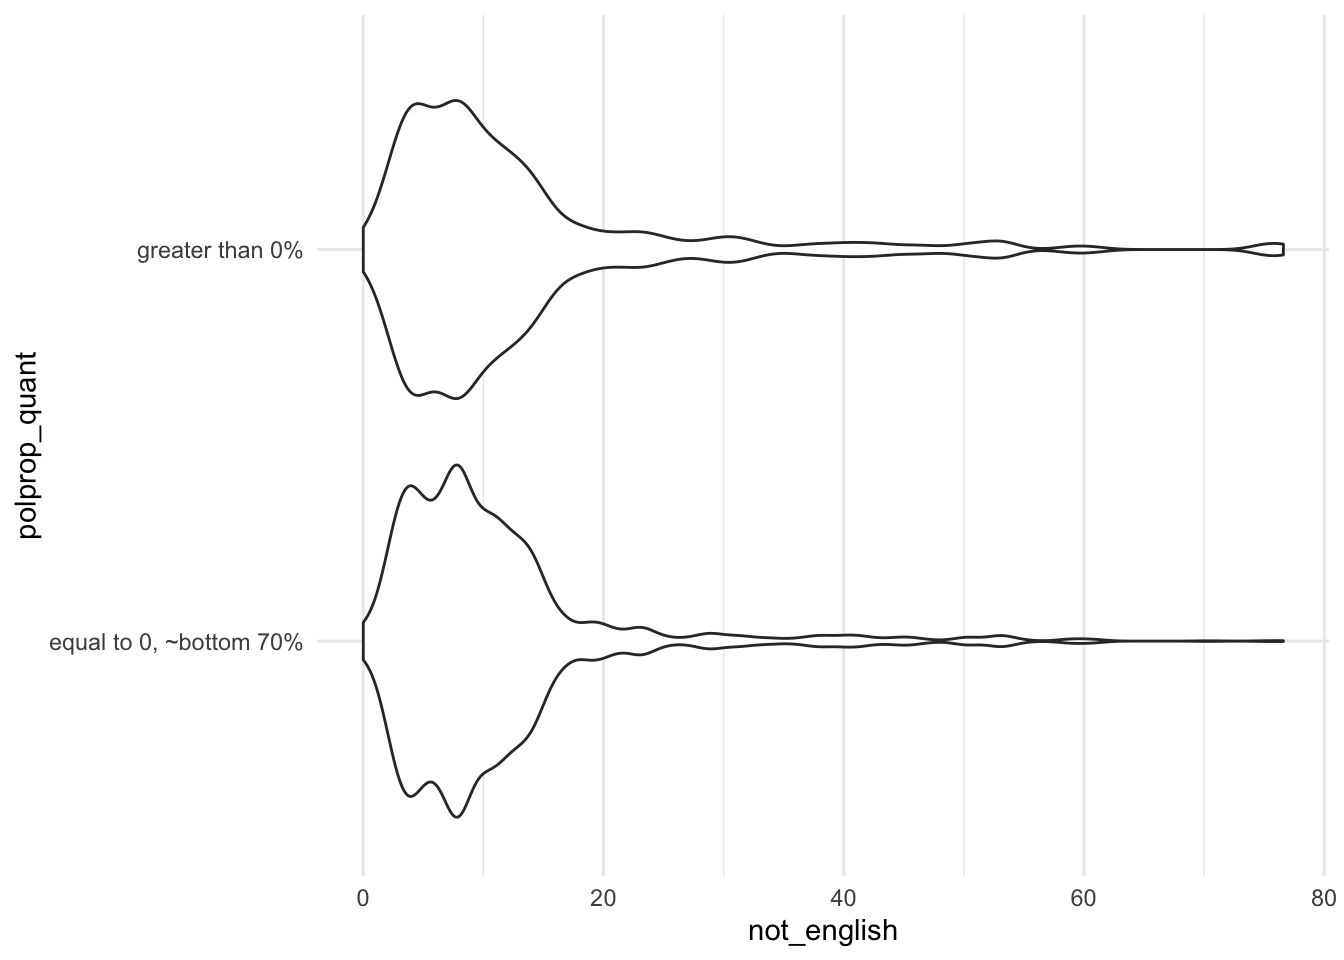 greater than 0%
polprop_quant
equal to 0, ~bottom 70%
0 20 40 60 80
not_english